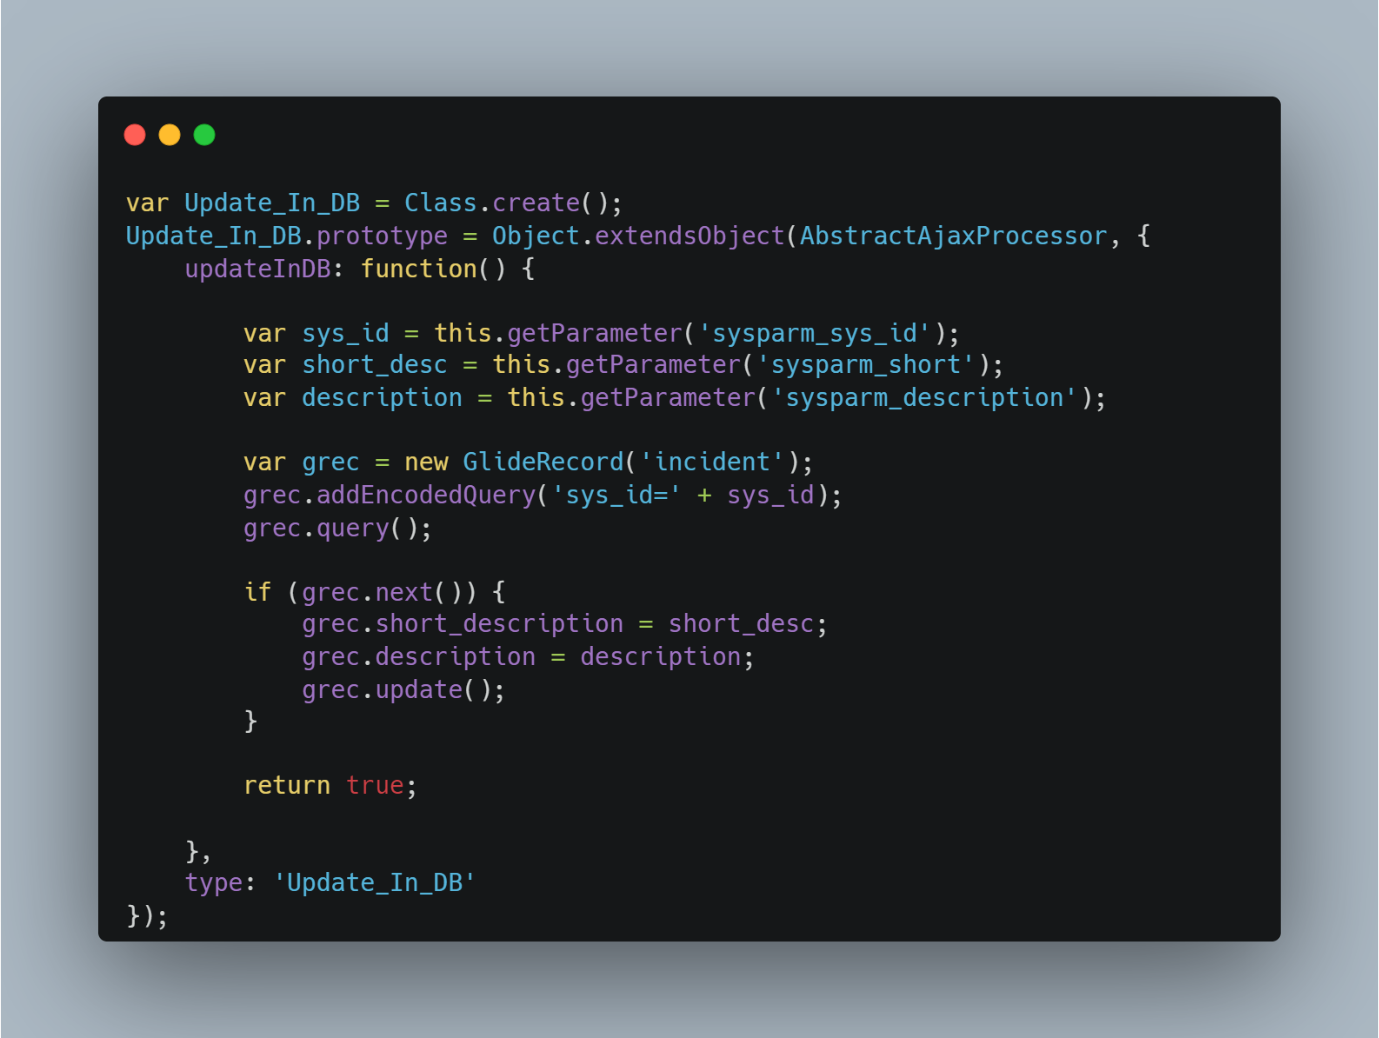 var Update_In_DB = Class.create();
Update_In_DB.prototype = Object.extendsObject(AbstractAjaxProcessor, {
    updateInDB: function() {

        var sys_id = this.getParameter('sysparm_sys_id');
        var short_desc = this.getParameter('sysparm_short');
        var description = this.getParameter('sysparm_description');

        var grec = new GlideRecord('incident');
        grec.addEncodedQuery('sys_id=' + sys_id);
        grec.query();

        if (grec.next()) {
            grec.short_description = short_desc;
            grec.description = description;
            grec.update();
        }

        return true;

    },
    type: 'Update_In_DB'
});